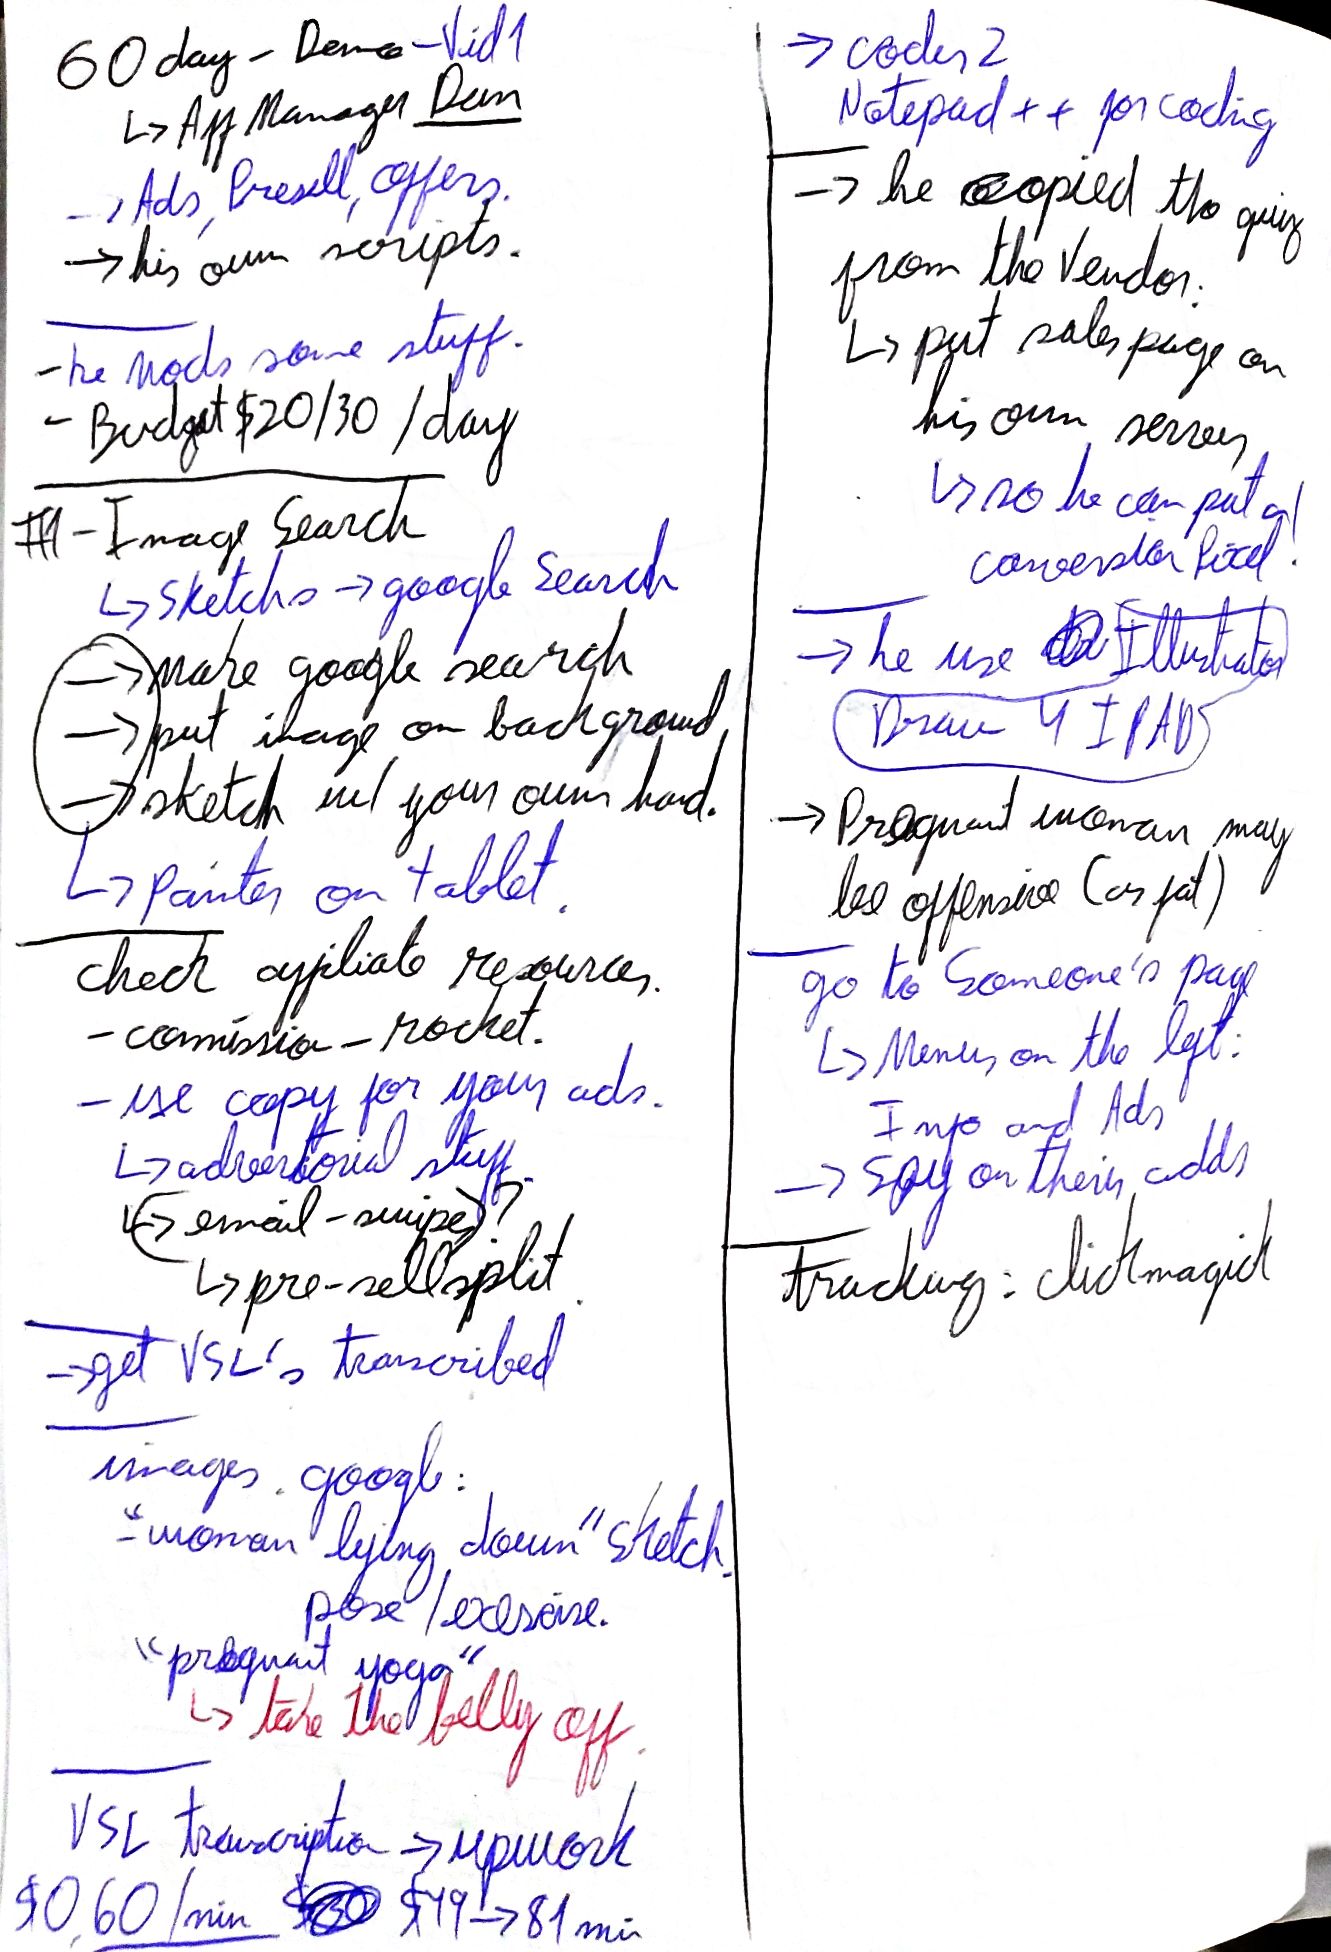 60 day - Demo - Vid 1
↳ Aff Manager Dan
→ Ads, Presell, offers.
→ his own scripts.
- he mods some stuff.
- Budget $20/30 /day
#1 - Image Search
↳ Sketchs → google Search
→ make google search
→ put image on background
→ sketch w/ your own hand.
↳ Painter on tablet.
check affiliate resources.
- comission - rocket.
- use copy for your ads.
↳ advertorial stuff.
(↳ email-swipe)?
↳ pre-sell split.
→ get VSL's transcribed
images.google:
- "woman lying down" Sketch.
pose / exercise.
"pregnant yoga"
↳ take the belly off.
VSL transcription → upwork
$0,60/min $49 → 81 min
→ coder 2
Notepad++ for coding
→ he copied the quiz
from the Vendor.
↳ put sales page on
his own server
↳ so he can put a
conversion Pixel!
→ he use Illustrator
Draw 4 IPADS
→ Pregnant woman may
be offensive (as fat)
go to Someone's page
↳ Menus on the left:
Info and Ads
→ Spy on their adds
tracking: clickmagick